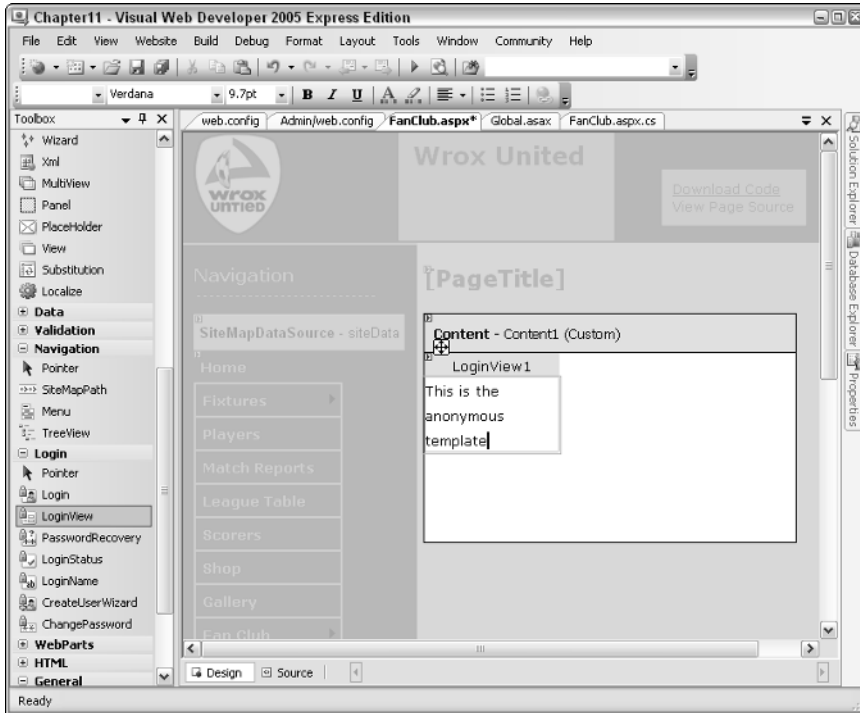 Chapter11 - Visual Web Developer 2005 Express Edition
File Edit View Website Build Debug Format Layout Tools Window Community Help
Verdana 9.7pt B I U A
Toolbox
web.config Admin/web.config FanClub.aspx* Global.asax FanClub.aspx.cs
Wizard
Xml
MultiView
Panel
PlaceHolder
View
Substitution
Localize
Data
Validation
Navigation
Pointer
SiteMapPath
Menu
TreeView
Login
Pointer
Login
LoginView
PasswordRecovery
LoginStatus
LoginName
CreateUserWizard
ChangePassword
WebParts
HTML
General
WROX
UNTIED
Wrox United
Download Code
View Page Source
Navigation
SiteMapDataSource - siteData
Home
Fixtures
Players
Match Reports
League Table
Scorers
Shop
Gallery
Fan Club
[PageTitle]
Content - Content1 (Custom)
LoginView1
This is the
anonymous
template
Design Source
Solution Explorer
Database Explorer
Properties
Ready